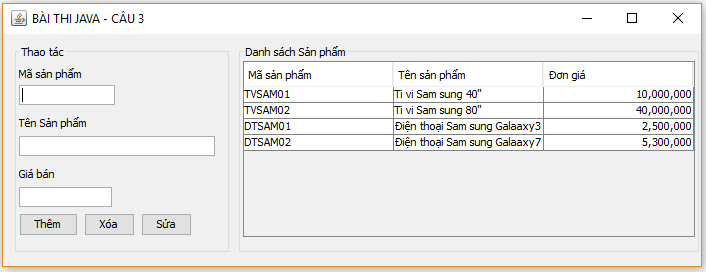 BÀI THI JAVA - CÂU 3
Thao tác
Mã sản phẩm
Tên Sản phẩm
Giá bán
Thêm Xóa Sửa
Danh sách Sản phẩm
Mã sản phẩm Tên sản phẩm Đơn giá
TVSAM01 Ti vi Sam sung 40" 10,000,000
TVSAM02 Ti vi Sam sung 80" 40,000,000
DTSAM01 Điện thoại Sam sung Galaaxy3 2,500,000
DTSAM02 Điện thoại Sam sung Galaaxy7 5,300,000